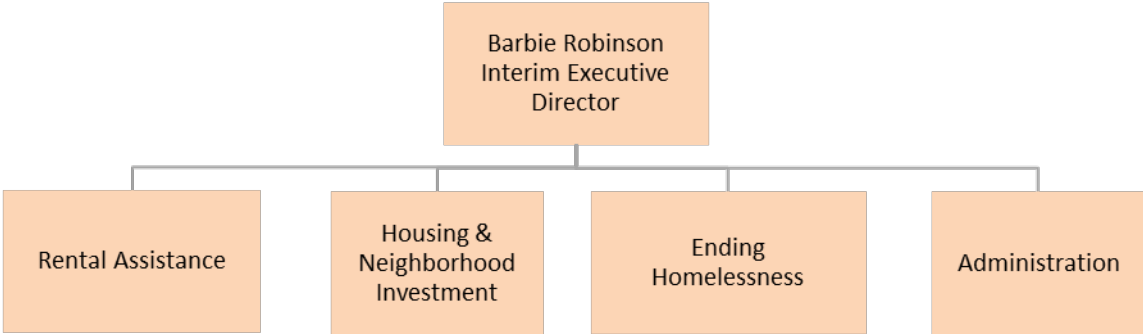 Barbie Robinson
Interim Executive
Director
Rental Assistance
Housing &
Neighborhood
Investment
Ending
Homelessness
Administration